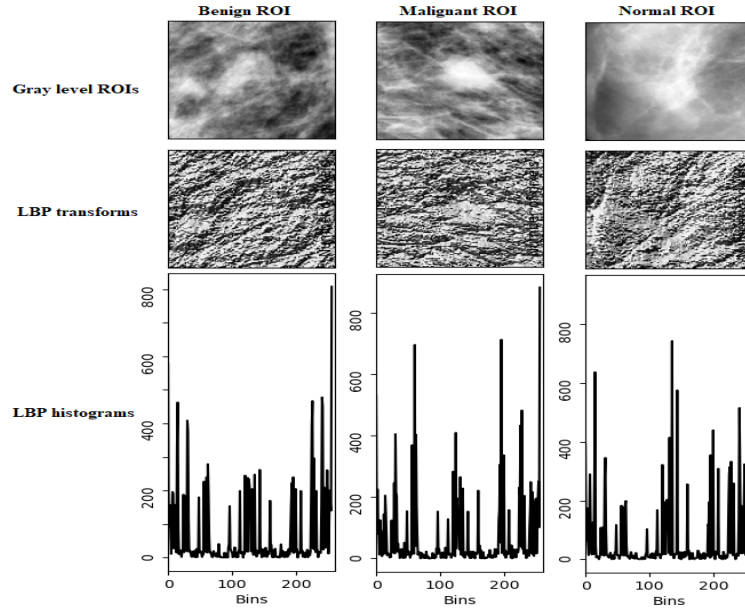 Benign ROI Malignant ROI Normal ROI
Gray level ROIs
LBP transforms
LBP histograms
800
600
400
200
0
0 100 200
Bins
800
600
400
200
0
0 100 200
Bins
800
600
400
200
0
0 100 200
Bins